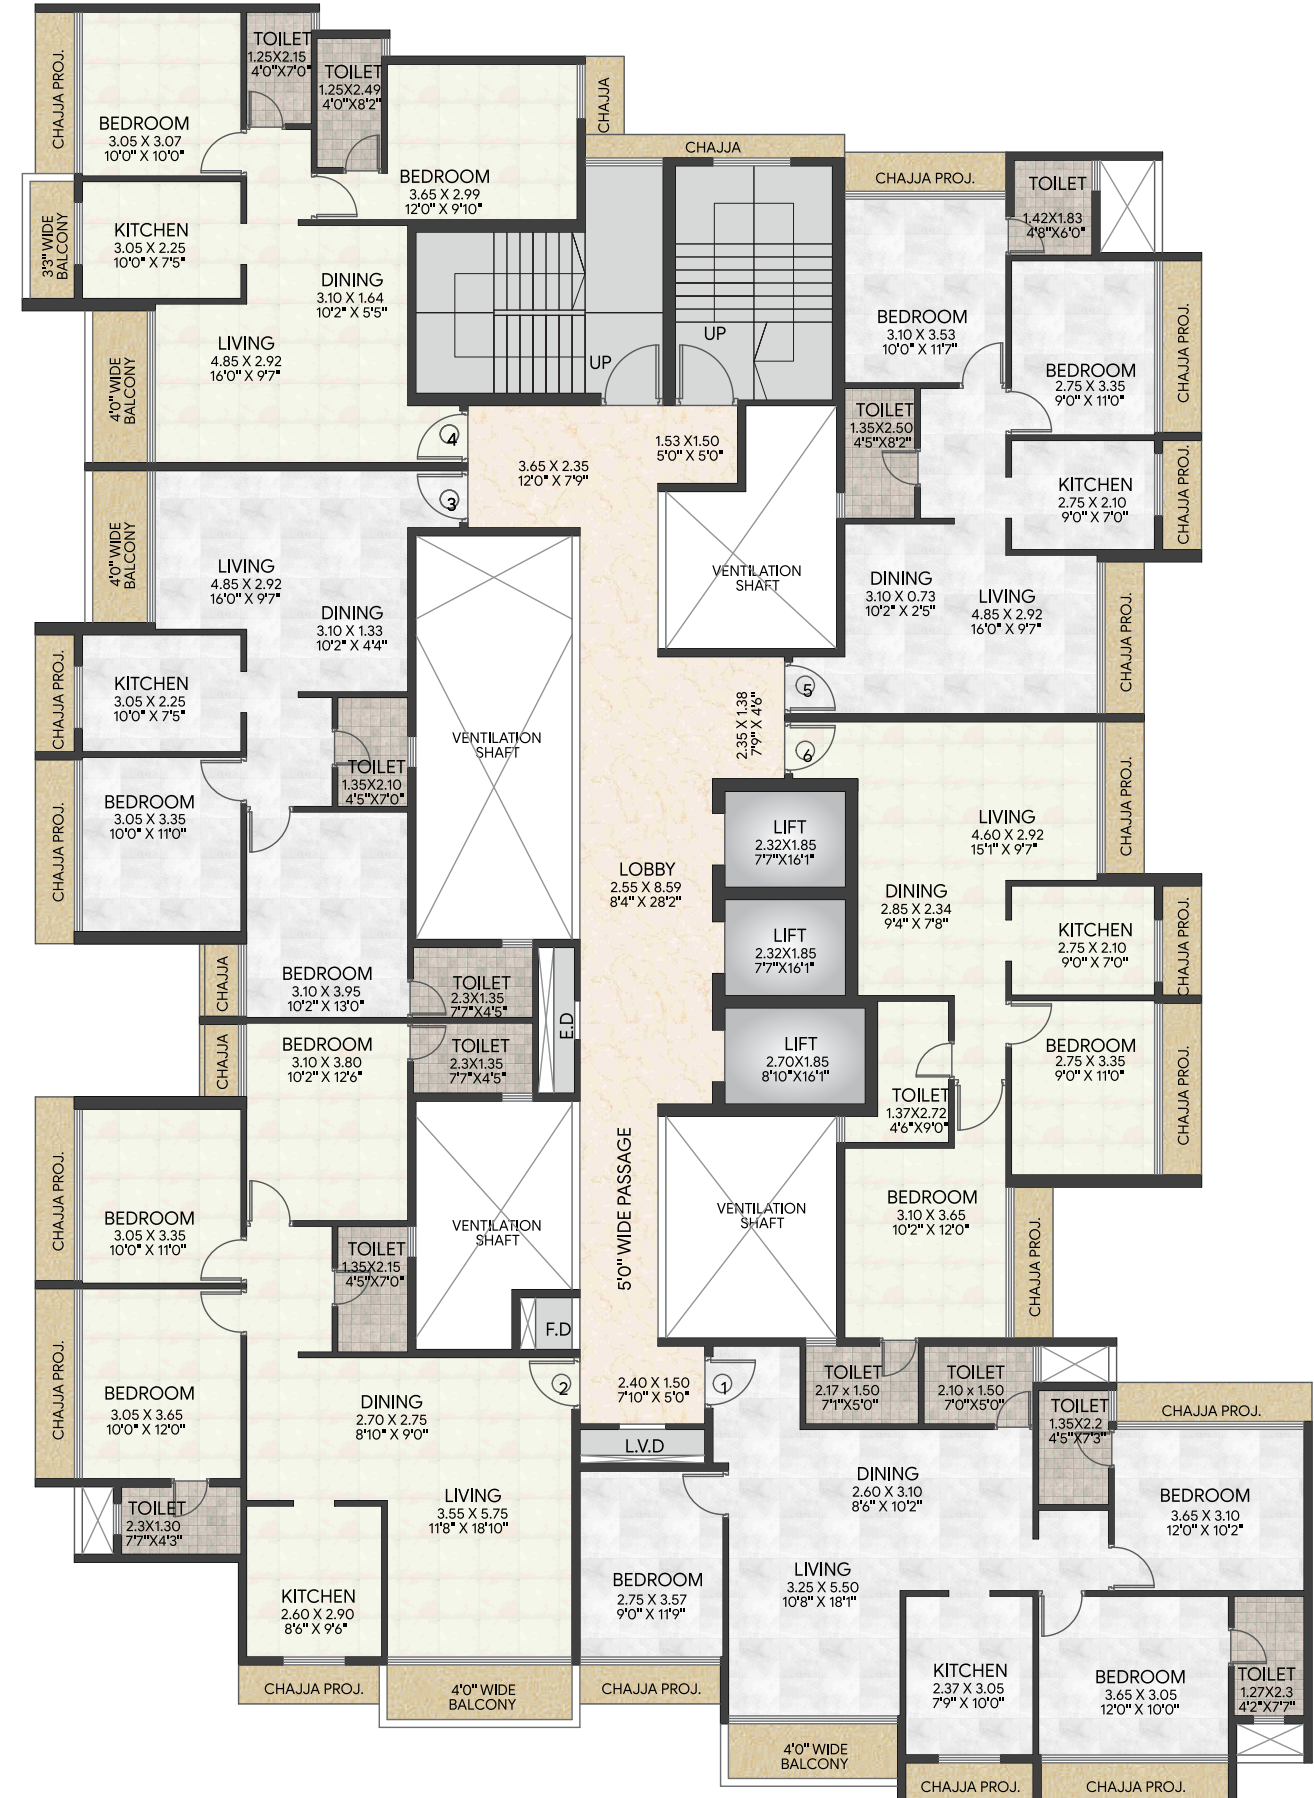 CHAJJA PROJ.
BEDROOM
3.05 X 3.07
10'0" X 10'0"
TOILET
1.25X2.15
4'0"X7'0"
TOILET
1.25X2.49
4'0"X8'2"
BEDROOM
3.65 X 2.99
12'0" X 9'10"
CHAJJA
CHAJJA
3'3" WIDE
BALCONY
KITCHEN
3.05 X 2.25
10'0" X 7'5"
DINING
3.10 X 1.64
10'2" X 5'5"
LIVING
4.85 X 2.92
16'0" X 9'7"
4'0" WIDE
BALCONY
UP
UP
4
3
3.65 X 2.35
12'0" X 7'9"
1.53 X1.50
5'0" X 5'0"
CHAJJA PROJ.
TOILET
1.42X1.83
4'8"X6'0"
BEDROOM
3.10 X 3.53
10'0" X 11'7"
BEDROOM
2.75 X 3.35
9'0" X 11'0"
CHAJJA PROJ.
TOILET
1.35X2.50
4'5"X8'2"
KITCHEN
2.75 X 2.10
9'0" X 7'0"
CHAJJA PROJ.
VENTILATION
SHAFT
DINING
3.10 X 0.73
10'2" X 2'5"
LIVING
4.85 X 2.92
16'0" X 9'7"
CHAJJA PROJ.
4'0" WIDE
BALCONY
LIVING
4.85 X 2.92
16'0" X 9'7"
DINING
3.10 X 1.33
10'2" X 4'4"
CHAJJA PROJ.
KITCHEN
3.05 X 2.25
10'0" X 7'5"
VENTILATION
SHAFT
TOILET
1.35X2.10
4'5"X7'0"
CHAJJA PROJ.
BEDROOM
3.05 X 3.35
10'0" X 11'0"
2.35 X 1.38
7'9" X 4'6"
5
6
LIFT
2.32X1.85
7'7"X16'1"
LIVING
4.60 X 2.92
15'1" X 9'7"
CHAJJA PROJ.
LOBBY
2.55 X 8.59
8'4" X 28'2"
DINING
2.85 X 2.34
9'4" X 7'8"
LIFT
2.32X1.85
7'7"X16'1"
KITCHEN
2.75 X 2.10
9'0" X 7'0"
CHAJJA PROJ.
CHAJJA
BEDROOM
3.10 X 3.95
10'2" X 13'0"
TOILET
2.3X1.35
7'7"X4'5"
E.D
LIFT
2.70X1.85
8'10"X16'1"
BEDROOM
2.75 X 3.35
9'0" X 11'0"
CHAJJA PROJ.
CHAJJA
BEDROOM
3.10 X 3.80
10'2" X 12'6"
TOILET
2.3X1.35
7'7"X4'5"
TOILET
1.37X2.72
4'6"X9'0"
CHAJJA PROJ.
BEDROOM
3.05 X 3.35
10'0" X 11'0"
VENTILATION
SHAFT
5'0" WIDE PASSAGE
VENTILATION
SHAFT
BEDROOM
3.10 X 3.65
10'2" X 12'0"
CHAJJA PROJ.
TOILET
1.35X2.15
4'5"X7'0"
F.D
CHAJJA PROJ.
BEDROOM
3.05 X 3.65
10'0" X 12'0"
DINING
2.70 X 2.75
8'10" X 9'0"
2
2.40 X 1.50
7'10" X 5'0"
1
TOILET
2.17 x 1.50
7'1"X5'0"
TOILET
2.10 x 1.50
7'0"X5'0"
TOILET
1.35X2.2
4'5"X7'3"
CHAJJA PROJ.
L.V.D
TOILET
2.3X1.30
7'7"X4'3"
LIVING
3.55 X 5.75
11'8" X 18'10"
DINING
2.60 X 3.10
8'6" X 10'2"
BEDROOM
3.65 X 3.10
12'0" X 10'2"
KITCHEN
2.60 X 2.90
8'6" X 9'6"
BEDROOM
2.75 X 3.57
9'0" X 11'9"
LIVING
3.25 X 5.50
10'8" X 18'1"
KITCHEN
2.37 X 3.05
7'9" X 10'0"
BEDROOM
3.65 X 3.05
12'0" X 10'0"
TOILET
1.27X2.3
4'2"X7'7"
CHAJJA PROJ.
4'0" WIDE
BALCONY
CHAJJA PROJ.
4'0" WIDE
BALCONY
CHAJJA PROJ.
CHAJJA PROJ.